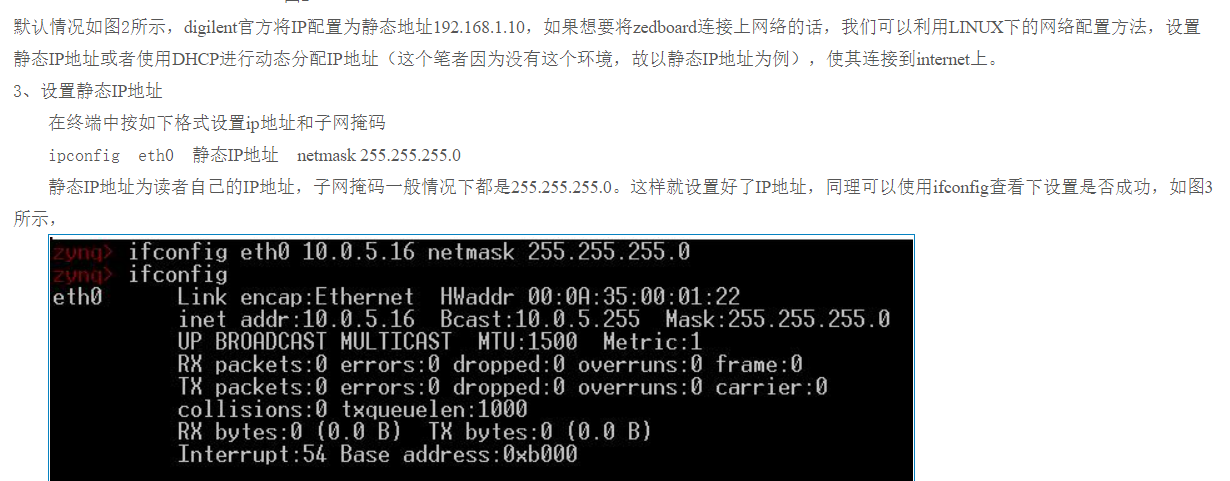 默认情况如图2所示，digilent官方将IP配置为静态地址192.168.1.10，如果想要将zedboard连接上网络的话，我们可以利用LINUX下的网络配置方法，设置
静态IP地址或者使用DHCP进行动态分配IP地址（这个笔者因为没有这个环境，故以静态IP地址为例），使其连接到internet上。
3、设置静态IP地址
在终端中按如下格式设置ip地址和子网掩码
ipconfig eth0 静态IP地址 netmask 255.255.255.0
静态IP地址为读者自己的IP地址，子网掩码一般情况下都是255.255.255.0。这样就设置好了IP地址，同理可以使用ifconfig查看下设置是否成功，如图3
所示，
zynq> ifconfig eth0 10.0.5.16 netmask 255.255.255.0
zynq> ifconfig
eth0 Link encap:Ethernet HWaddr 00:0A:35:00:01:22
inet addr:10.0.5.16 Bcast:10.0.5.255 Mask:255.255.255.0
UP BROADCAST MULTICAST MTU:1500 Metric:1
RX packets:0 errors:0 dropped:0 overruns:0 frame:0
TX packets:0 errors:0 dropped:0 overruns:0 carrier:0
collisions:0 txqueuelen:1000
RX bytes:0 (0.0 B) TX bytes:0 (0.0 B)
Interrupt:54 Base address:0xb000